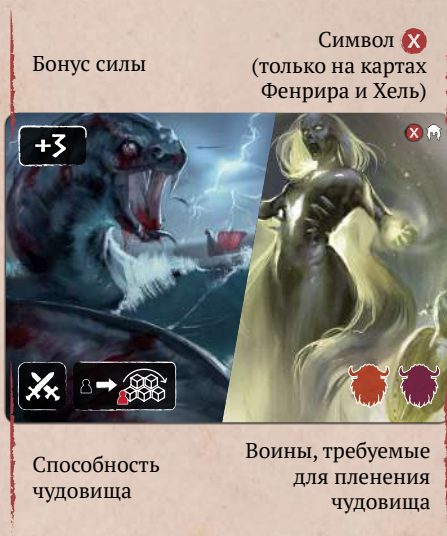 Бонус силы
Символ X
(только на картах
Фенрира и Хель)
+3
X
Способность
чудовища
Воины, требуемые
для пленения
чудовища